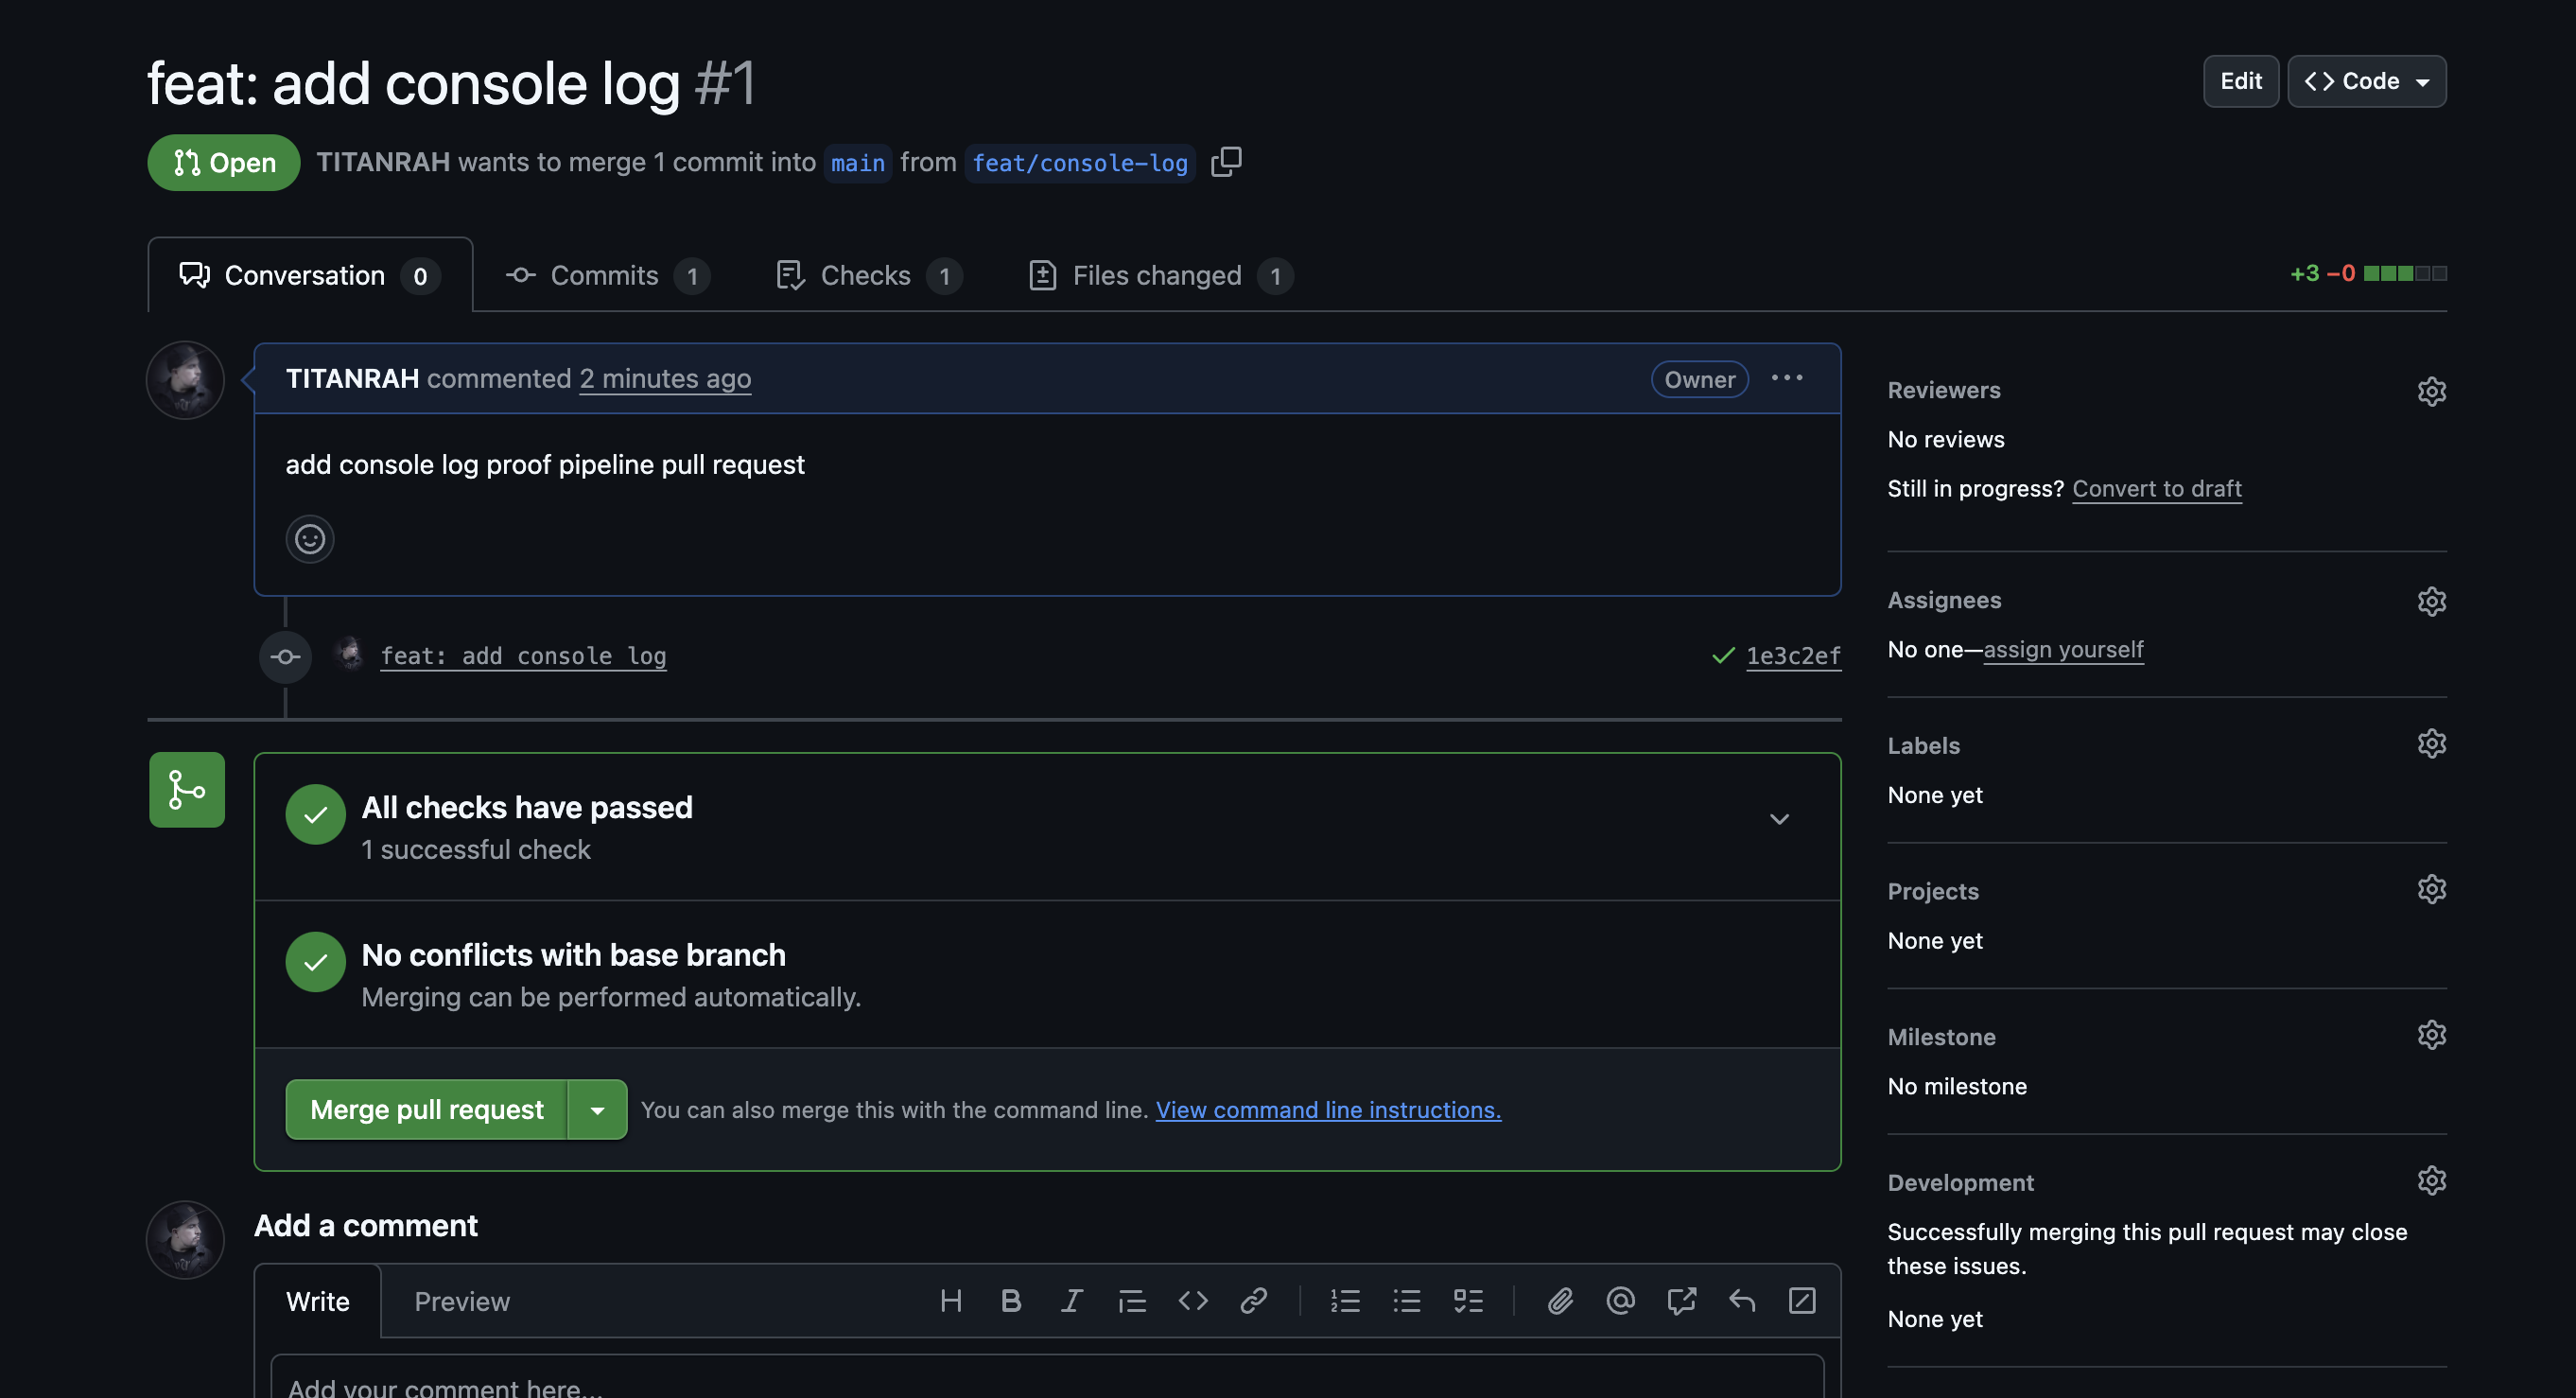 feat: add console log #1
Edit
Code
Open
TITANRAH wants to merge 1 commit into main from feat/console-log
Conversation 0
Commits 1
Checks 1
Files changed 1
+3 −0
TITANRAH commented 2 minutes ago
Owner
add console log proof pipeline pull request
feat: add console log
1e3c2ef
All checks have passed
1 successful check
No conflicts with base branch
Merging can be performed automatically.
Merge pull request
You can also merge this with the command line. View command line instructions.
Add a comment
Write
Preview
Add your comment here...
Reviewers
No reviews
Still in progress? Convert to draft
Assignees
No one—assign yourself
Labels
None yet
Projects
None yet
Milestone
No milestone
Development
Successfully merging this pull request may close
these issues.
None yet